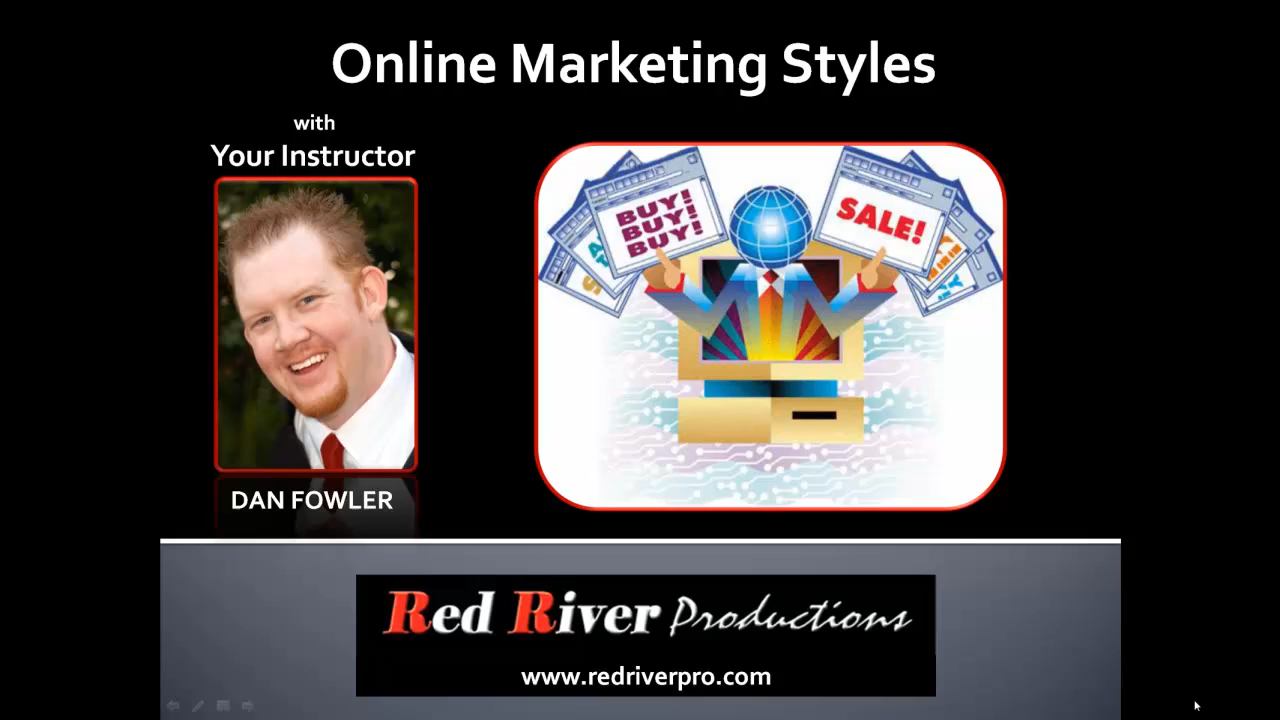 Online Marketing Styles
with
Your Instructor
BUY!
BUY!
BUY!
SALE!
DAN FOWLER
Red River Productions
www.redriverpro.com